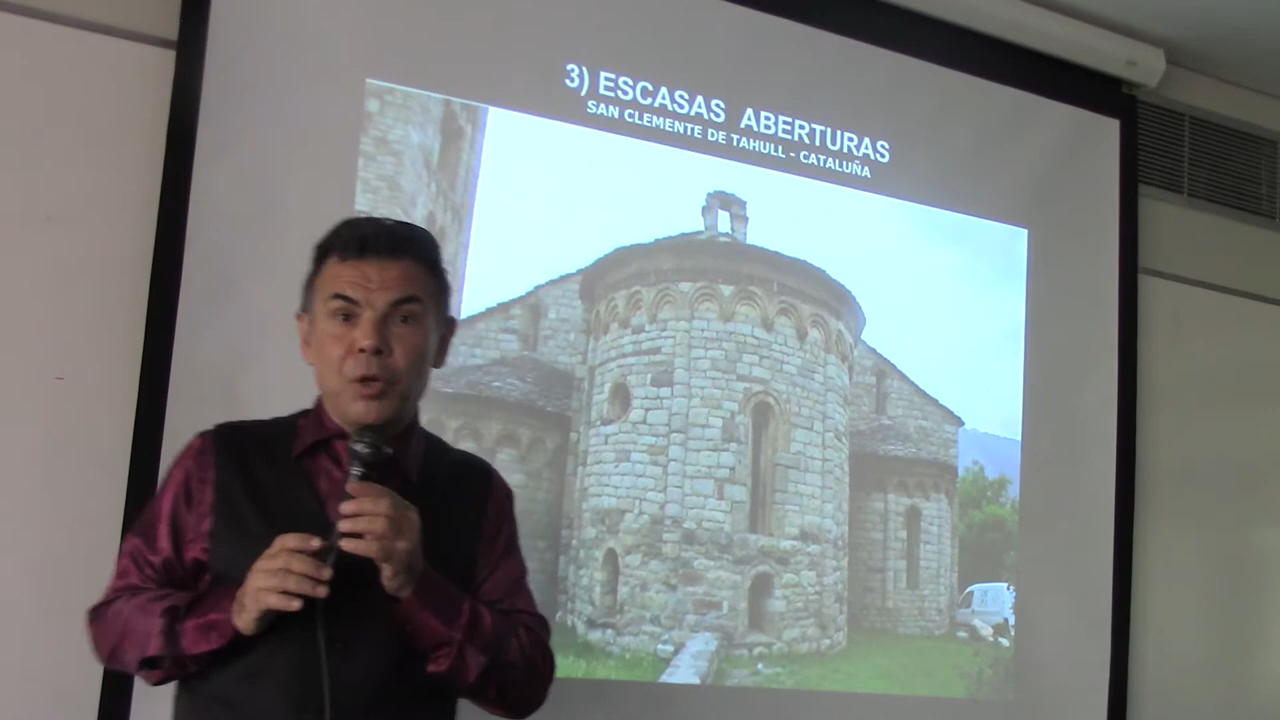 3) ESCASAS ABERTURAS
SAN CLEMENTE DE TAHULL - CATALUÑA